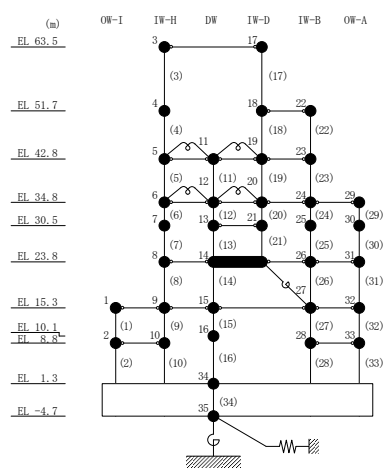 (m) OW-I IW-H DW IW-D IW-B OW-A
EL 63.5 3 17
(3) (17)
EL 51.7 4 18 22
(4) 11 19 (18) (22)
EL 42.8 5 23
(5) 12 (11) 20 (19) (23)
EL 34.8 6 24 29
(6) (12) (20) (24) (29)
EL 30.5 7 13 21 25 30
(7) (13) (21) (25) (30)
EL 23.8 8 14 26 31
(8) (14) 27 (26) (31)
EL 15.3 1 9 15 32
(1) (9) (15) (27) (32)
EL 10.1 16
EL 8.8 2 10 28 33
(2) (10) (16) (28) (33)
EL 1.3 34
(34)
EL -4.7 35